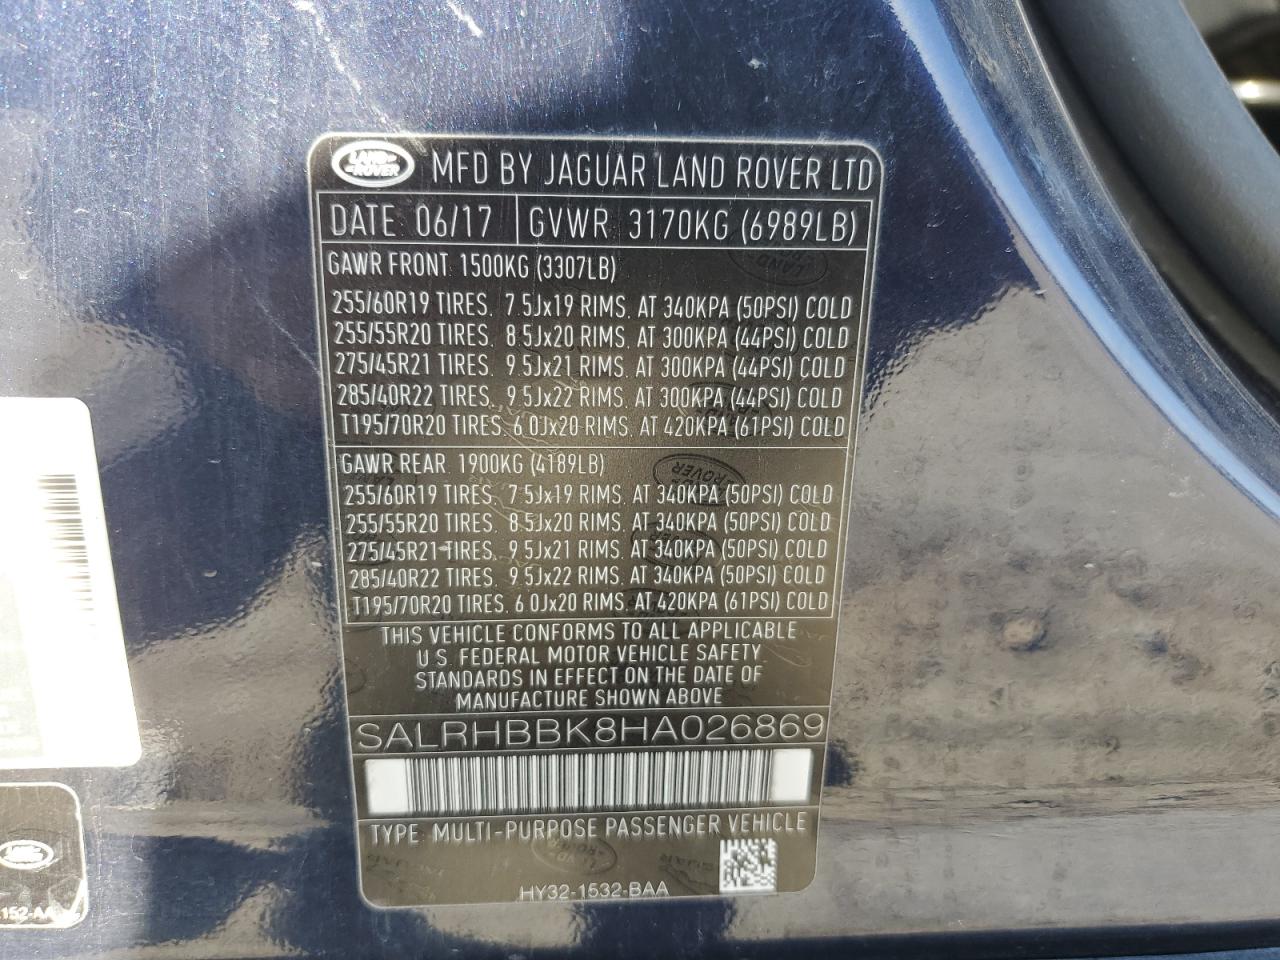 LAND ROVER MFD BY JAGUAR LAND ROVER LTD
DATE: 06/17 GVWR: 3170KG (6989LB)
GAWR FRONT. 1500KG (3307LB)
255/60R19 TIRES, 7.5Jx19 RIMS, AT 340KPA (50PSI) COLD
255/55R20 TIRES, 8.5Jx20 RIMS, AT 300KPA (44PSI) COLD
275/45R21 TIRES, 9.5Jx21 RIMS, AT 300KPA (44PSI) COLD
285/40R22 TIRES, 9.5Jx22 RIMS, AT 300KPA (44PSI) COLD
T195/70R20 TIRES, 6.0Jx20 RIMS, AT 420KPA (61PSI) COLD
GAWR REAR. 1900KG (4189LB)
255/60R19 TIRES, 7.5Jx19 RIMS, AT 340KPA (50PSI) COLD
255/55R20 TIRES, 8.5Jx20 RIMS, AT 340KPA (50PSI) COLD
275/45R21 TIRES, 9.5Jx21 RIMS, AT 340KPA (50PSI) COLD
285/40R22 TIRES, 9.5Jx22 RIMS, AT 340KPA (50PSI) COLD
T195/70R20 TIRES, 6.0Jx20 RIMS, AT 420KPA (61PSI) COLD
THIS VEHICLE CONFORMS TO ALL APPLICABLE
U.S. FEDERAL MOTOR VEHICLE SAFETY
STANDARDS IN EFFECT ON THE DATE OF
MANUFACTURE SHOWN ABOVE
SALRHBBK8HA026869
TYPE: MULTI-PURPOSE PASSENGER VEHICLE
HY32-1532-BAA